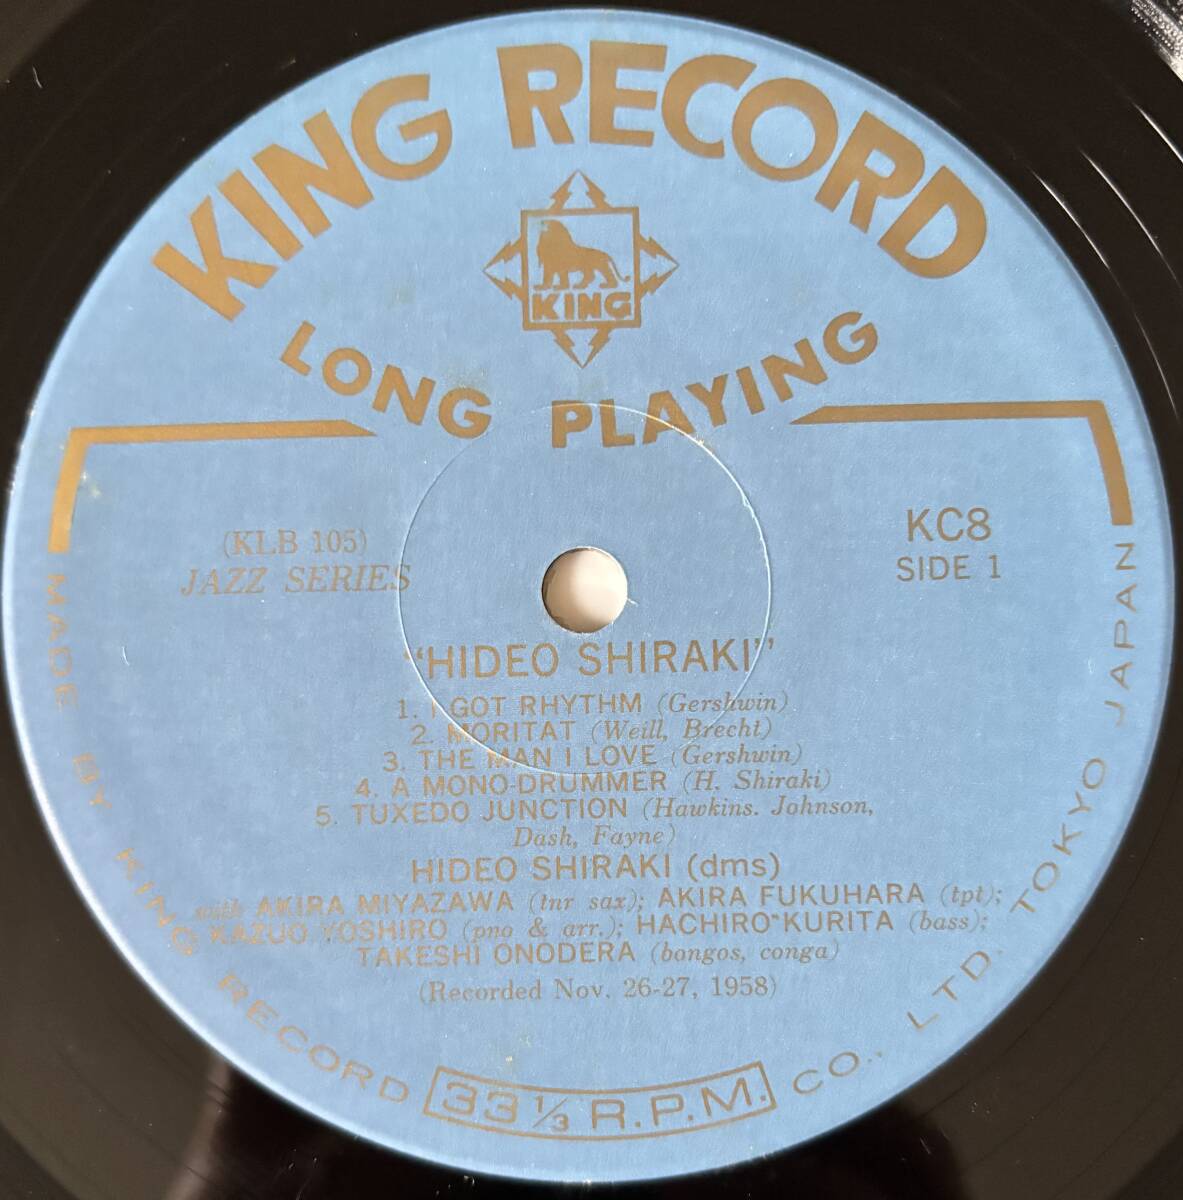 KING RECORD
KING
LONG PLAYING
(KLB 105)
JAZZ SERIES
KC8
SIDE 1
"HIDEO SHIRAKI"
1. I GOT RHYTHM (Gershwin)
2. MORITAT (Weill, Brecht)
3. THE MAN I LOVE (Gershwin)
4. A MONO-DRUMMER (H. Shiraki)
5. TUXEDO JUNCTION (Hawkins. Johnson,
Dash, Fayne)
HIDEO SHIRAKI (dms)
with AKIRA MIYAZAWA (tnr sax); AKIRA FUKUHARA (tpt);
KAZUO YOSHIRO (pno & arr.); HACHIRO KURITA (bass);
TAKESHI ONODERA (bongos, conga)
(Recorded Nov. 26-27, 1958)
33 1/3 R.P.M.
MADE BY KING RECORD CO., LTD. TOKYO JAPAN